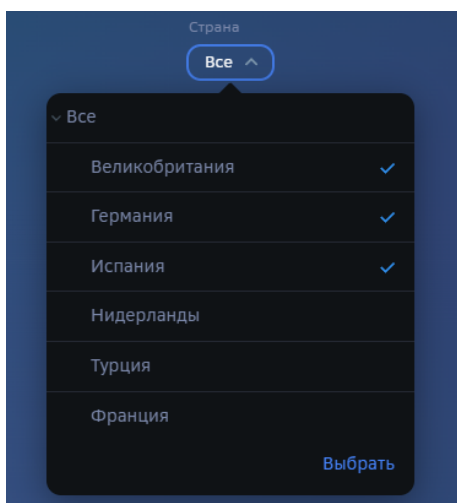 Страна
Все
Все
Великобритания
Германия
Испания
Нидерланды
Турция
Франция
Выбрать